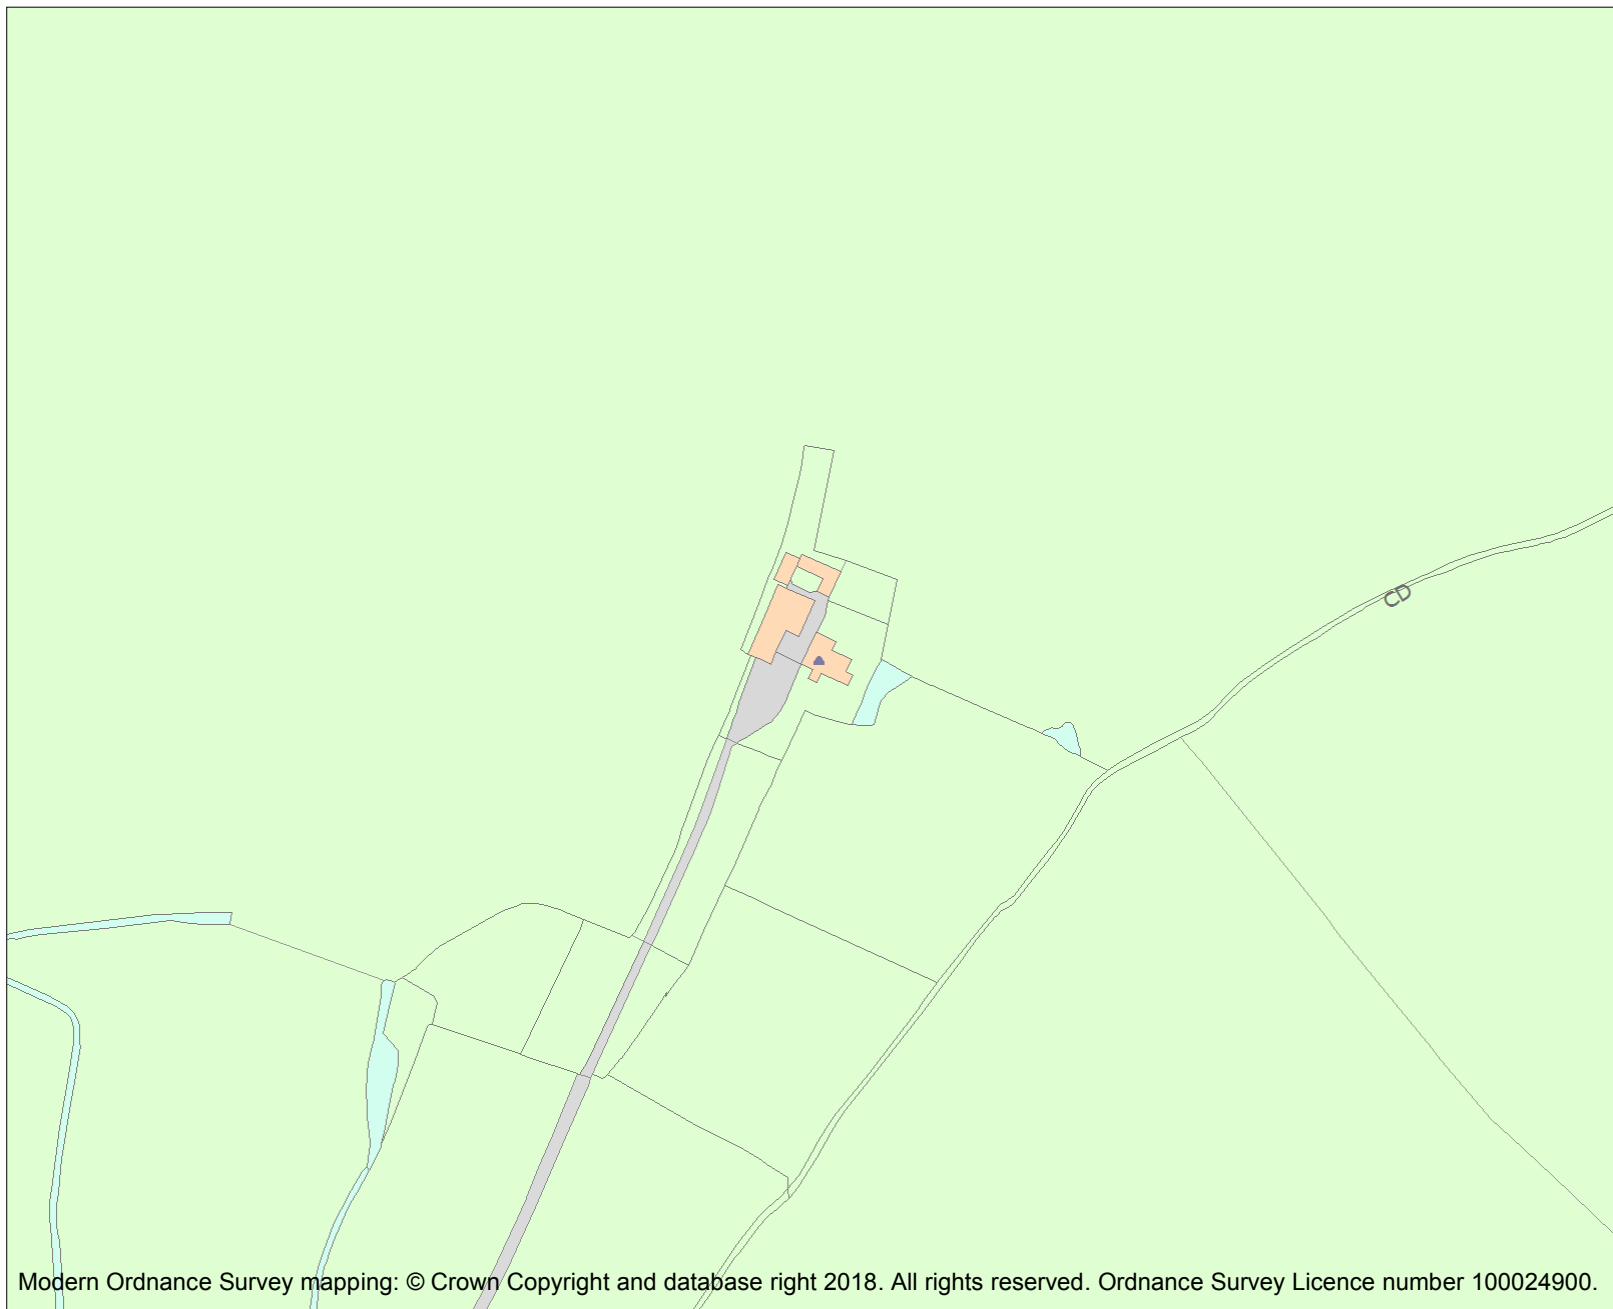 CD
Modern Ordnance Survey mapping: © Crown Copyright and database right 2018. All rights reserved. Ordnance Survey Licence number 100024900.